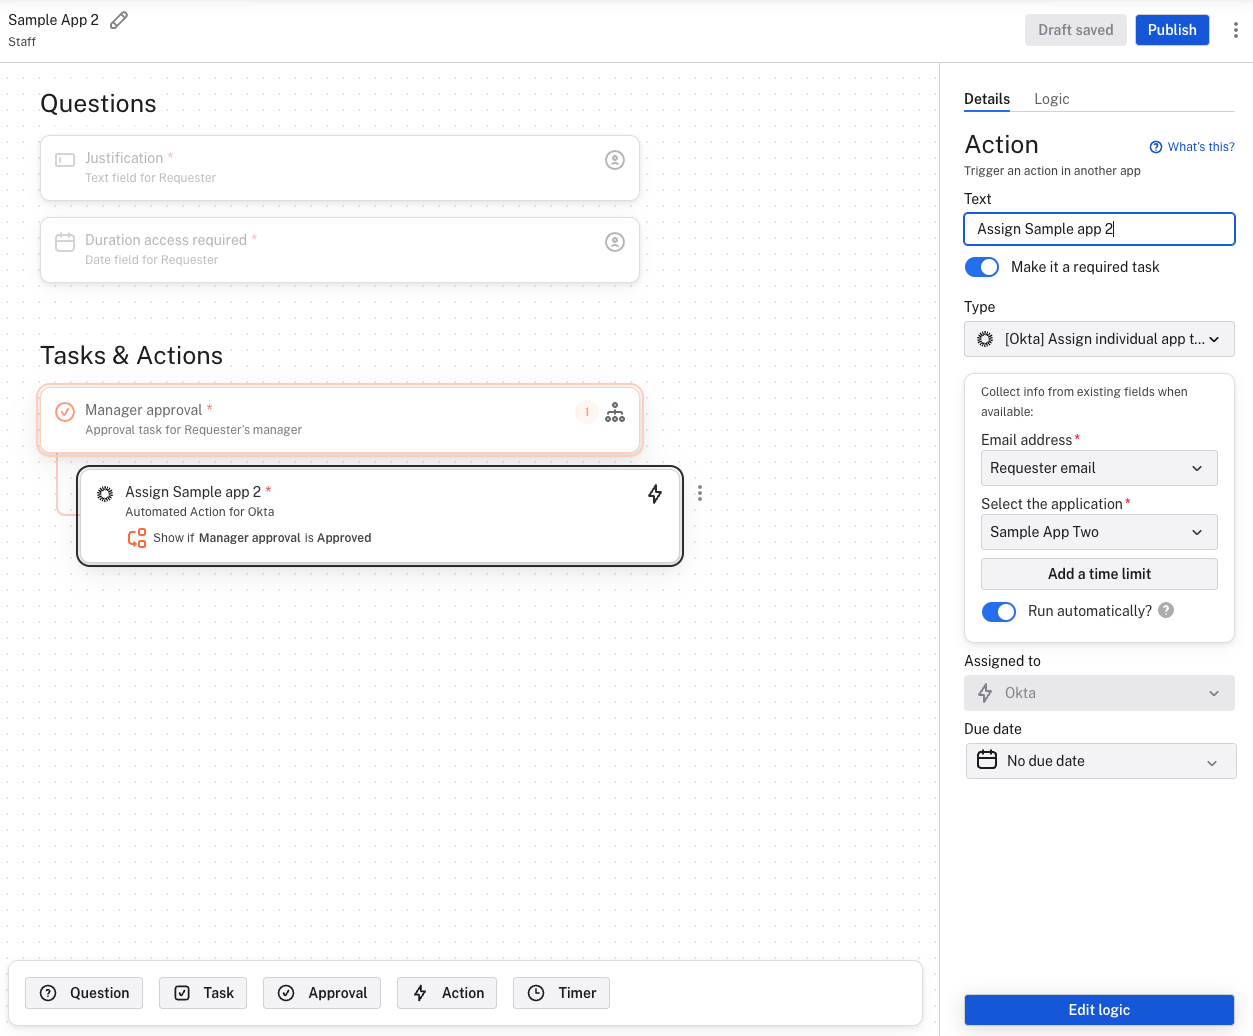 Sample App 2
Staff
Draft saved
Publish
Questions
Justification *
Text field for Requester
Duration access required *
Date field for Requester
Tasks & Actions
Manager approval *
1
Approval task for Requester's manager
Assign Sample app 2 *
Automated Action for Okta
Show if Manager approval is Approved
Question
Task
Approval
Action
Timer
Details
Logic
Action
What's this?
Trigger an action in another app
Text
Assign Sample app 2
Make it a required task
Type
[Okta] Assign individual app t...
Collect info from existing fields when
available:
Email address*
Requester email
Select the application*
Sample App Two
Add a time limit
Run automatically?
Assigned to
Okta
Due date
No due date
Edit logic